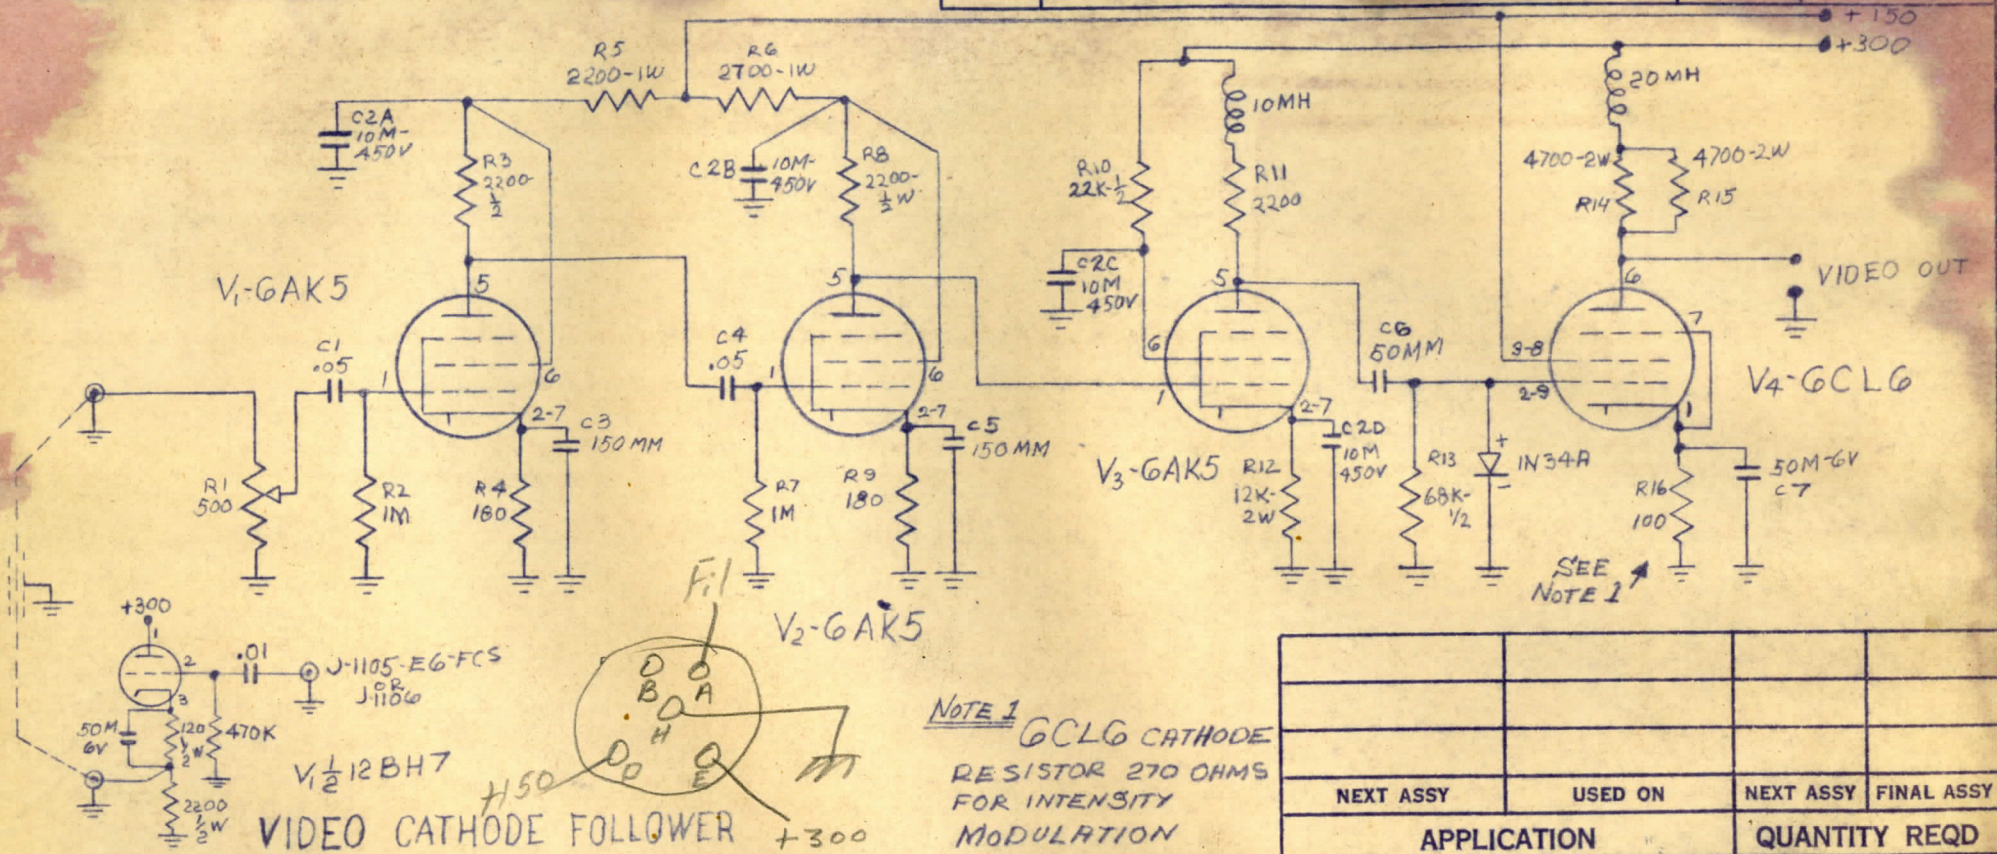 +150
+300
R5
2200-1W
R6
2700-1W
C2A
10M-
450V
R3
2200-
1/2
C2B
10M-
450V
R8
2200-
1/2 W
R10
22K-1/2
10MH
R11
2200
20MH
4700-2W
R14
4700-2W
R15
C2C
10M
450V
VIDEO OUT
V1-6AK5
C1
.05
1
5
6
2-7
C3
150MM
R1
500
R2
1M
R4
180
C4
.05
1
5
6
2-7
C5
150MM
R7
1M
R9
180
V2-6AK5
6
1
5
2-7
V3-6AK5
C2D
10M
450V
R12
12K-
2W
C6
50MM
R13
68K-
1/2
+
1N34A
-
6
7
3-8
2-9
1
V4-6CL6
50M-6V
C7
R16
100
SEE
NOTE 1
+300
1
2
3
.01
J-1105-E6-FCS
OR
J-1106
50M
6V
120
1/2 W
470K
2200
1/2 W
V1 1/2 12BH7
VIDEO CATHODE FOLLOWER
Fil
B
A
H
D
E
+150
+300
NOTE 1
6CL6 CATHODE
RESISTOR 270 OHMS
FOR INTENSITY
MODULATION
NEXT ASSY
USED ON
NEXT ASSY
FINAL ASSY
APPLICATION
QUANTITY REQD